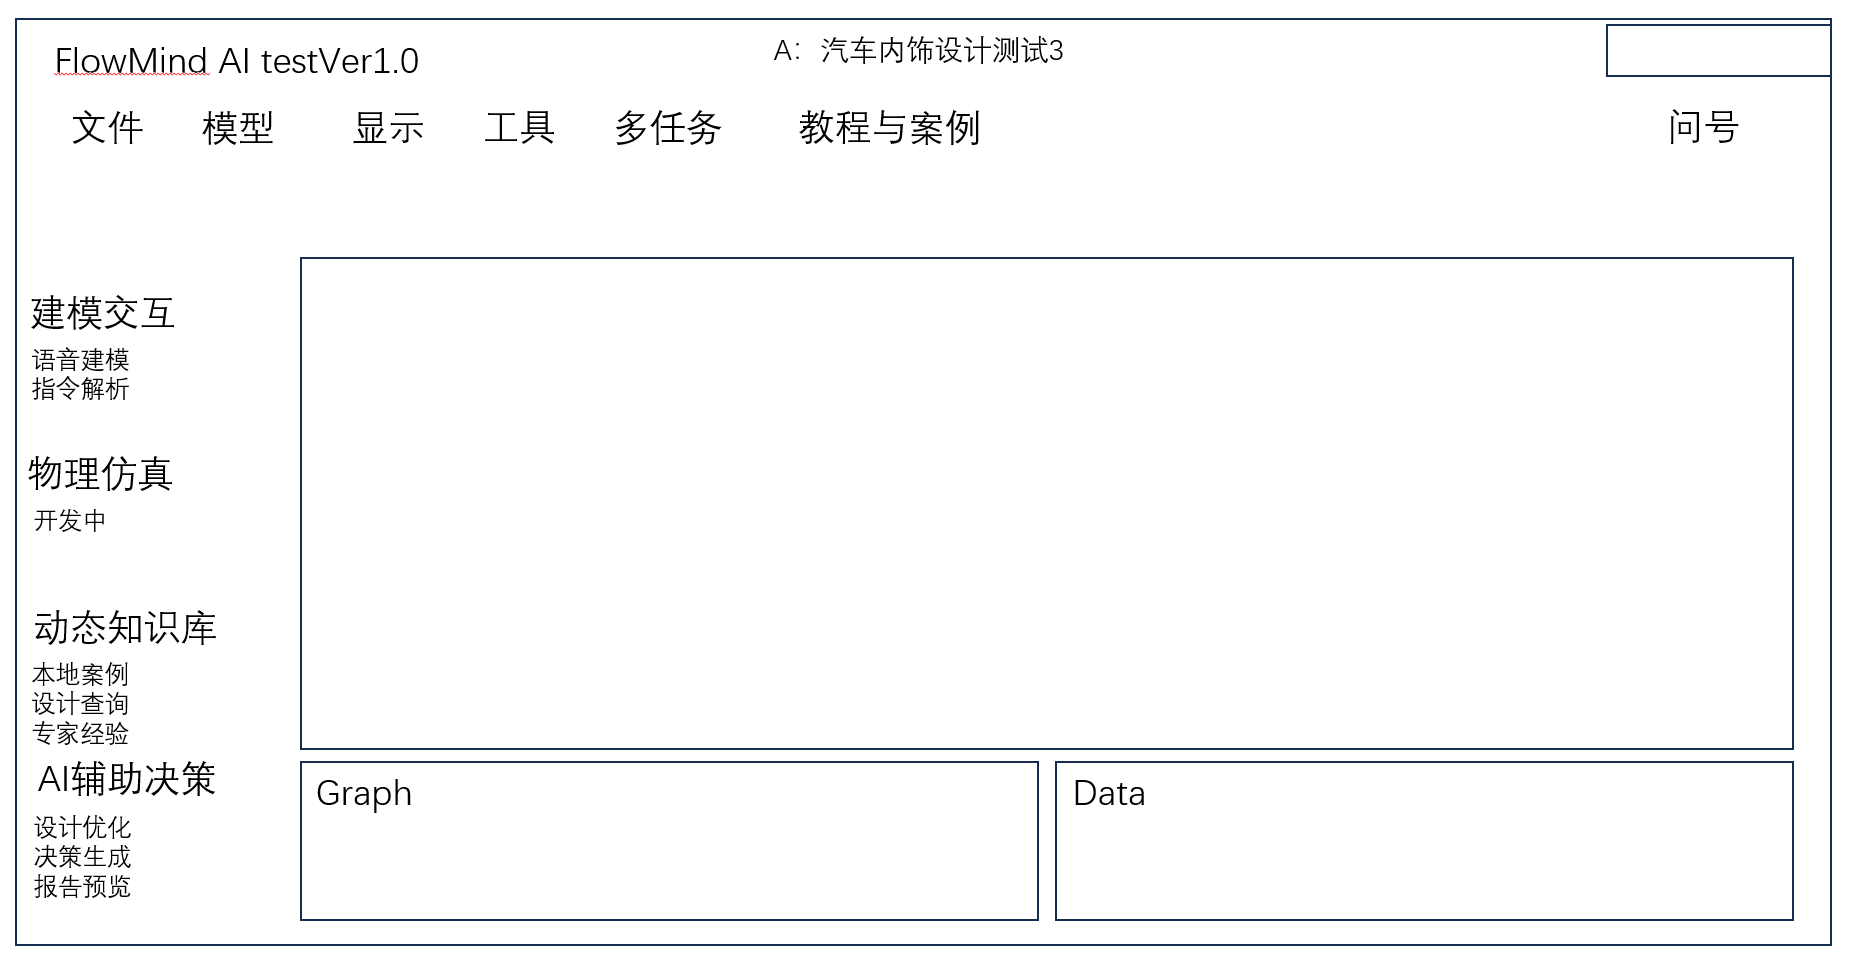 FlowMind AI testVer1.0
A：汽车内饰设计测试3
文件 模型 显示 工具 多任务 教程与案例 问号
建模交互
语音建模
指令解析
物理仿真
开发中
动态知识库
本地案例
设计查询
专家经验
AI辅助决策
设计优化
决策生成
报告预览
Graph
Data